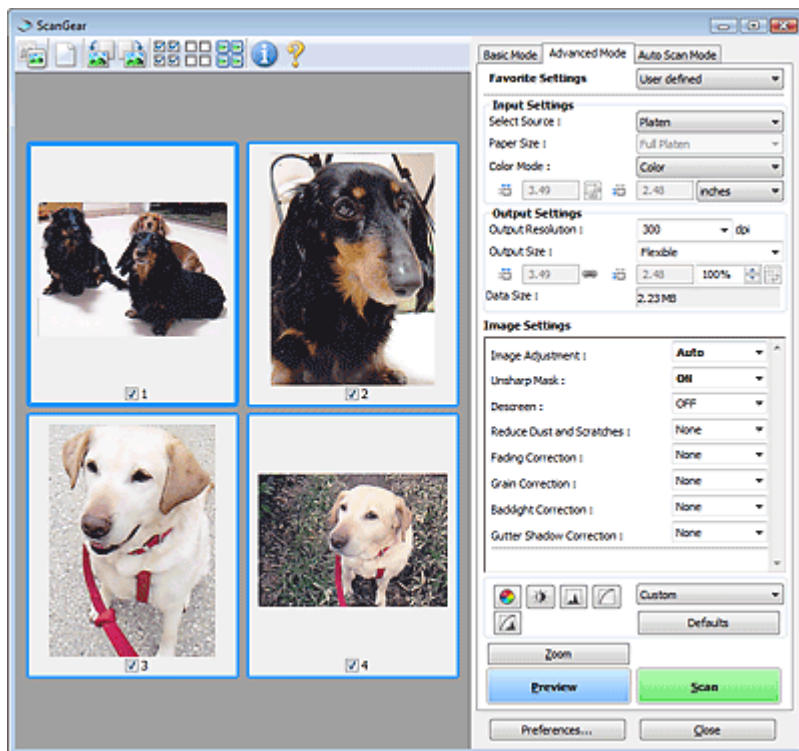 ScanGear
Basic Mode Advanced Mode Auto Scan Mode
Favorite Settings User defined
Input Settings
Select Source : Platen
Paper Size : Full Platen
Color Mode : Color
3.49 2.48 inches
Output Settings
Output Resolution : 300 dpi
Output Size : Flexible
3.49 2.48 100%
Data Size : 2.23 MB
Image Settings
Image Adjustment : Auto
Unsharp Mask : ON
Descreen : OFF
Reduce Dust and Scratches : None
Fading Correction : None
Grain Correction : None
Backlight Correction : None
Gutter Shadow Correction : None
Custom
Defaults
Zoom
Preview Scan
Preferences... Close
1 2
3 4